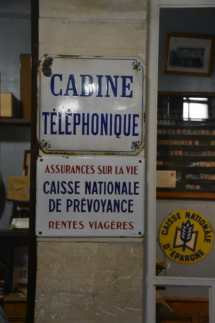 CABINE
TÉLÉPHONIQUE
ASSURANCES SUR LA VIE
CAISSE NATIONALE
DE PRÉVOYANCE
RENTES VIAGÈRES
CAISSE NATIONALE
D'ÉPARGNE